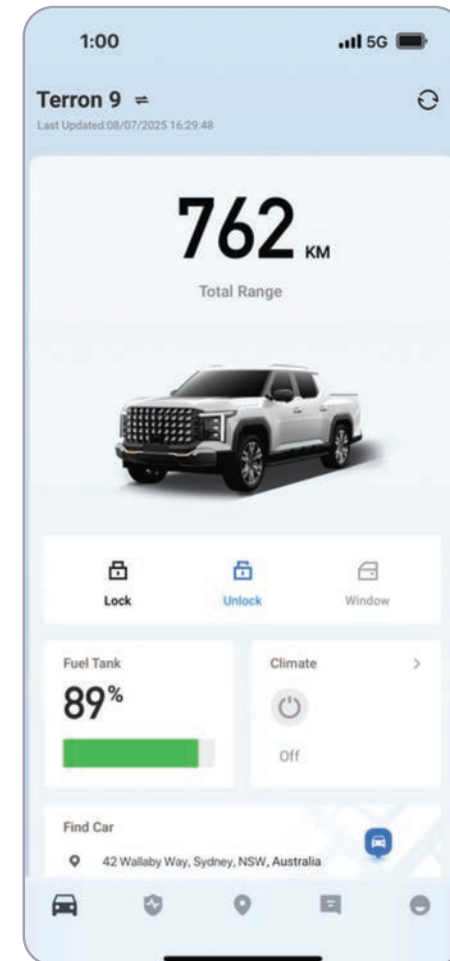 1:00 5G
Terron 9
Last Updated:08/07/2025 16:29:48
762 KM
Total Range
Lock Unlock Window
Fuel Tank Climate
89%
Off
Find Car
42 Wallaby Way, Sydney, NSW, Australia